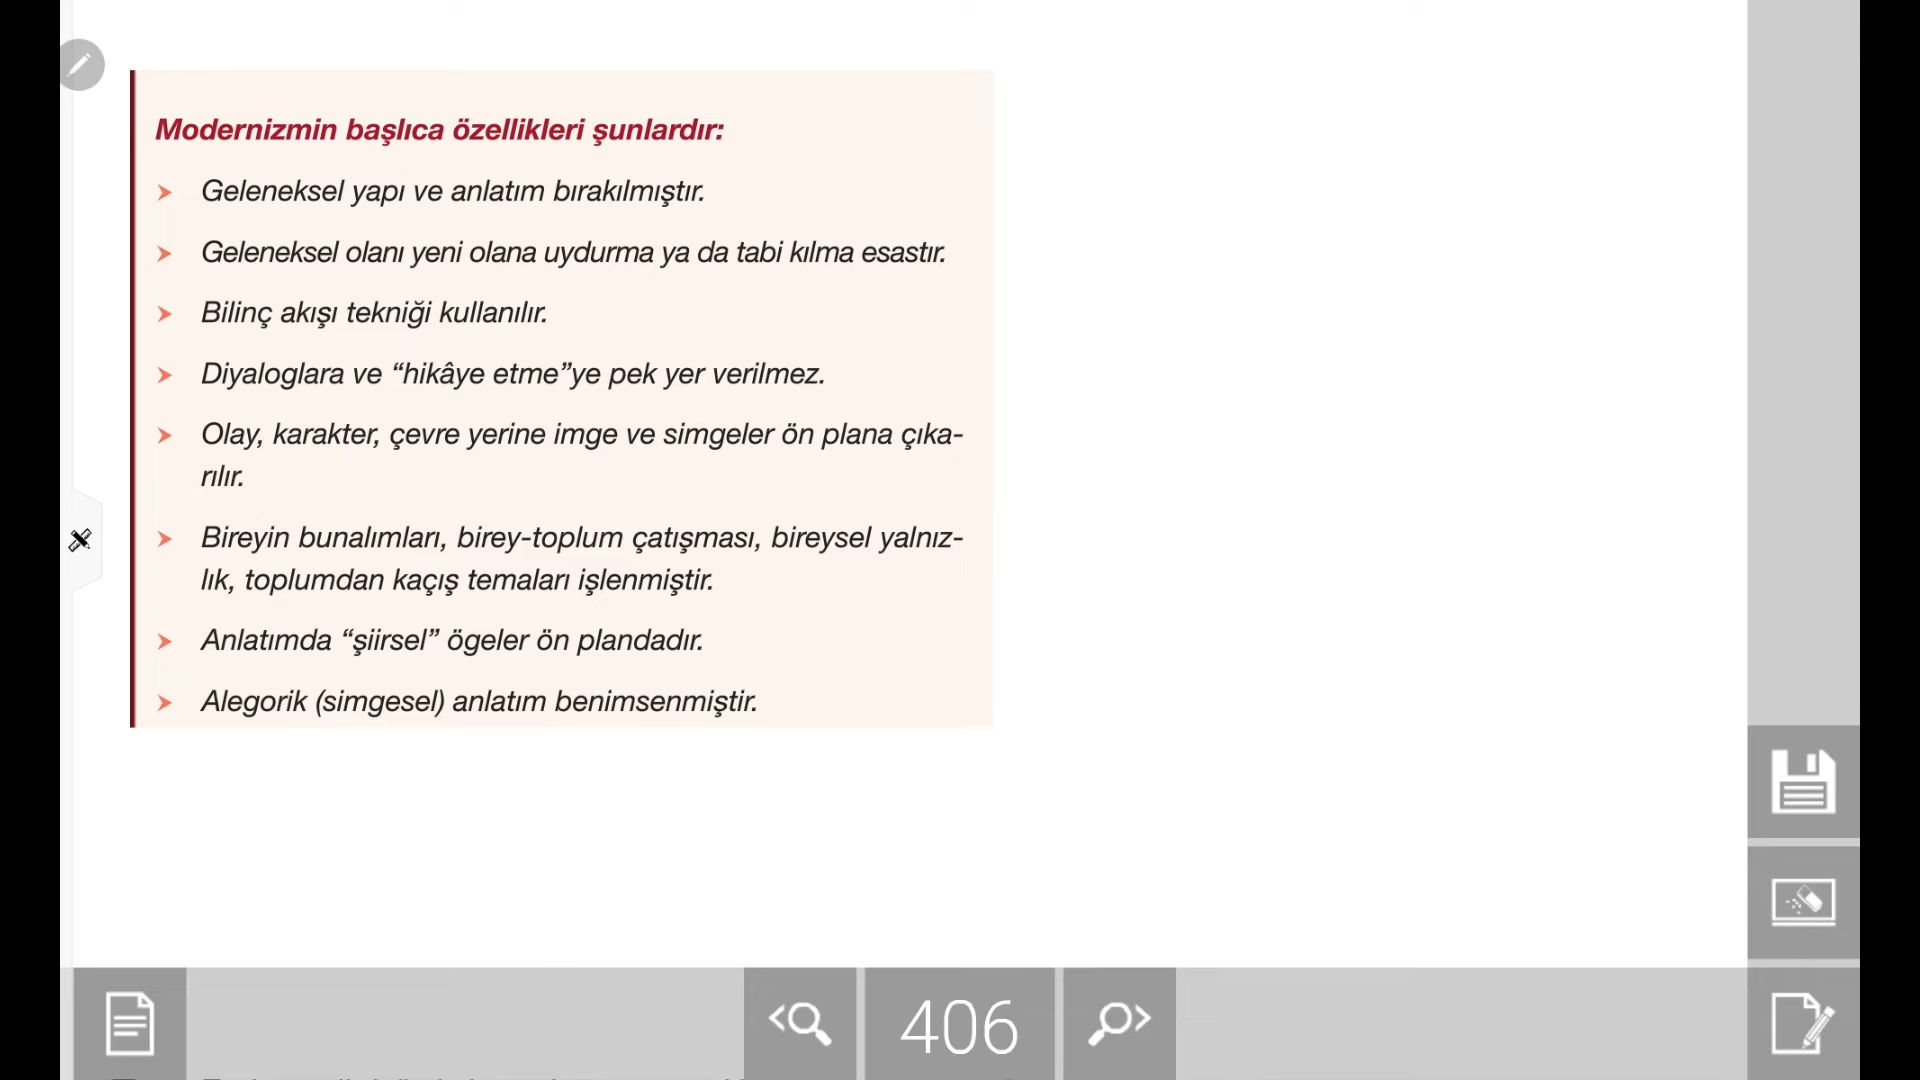 Modernizmin başlıca özellikleri şunlardır:
➤ Geleneksel yapı ve anlatım bırakılmıştır.
➤ Geleneksel olanı yeni olana uydurma ya da tabi kılma esastır.
➤ Bilinç akışı tekniği kullanılır.
➤ Diyaloglara ve “hikâye etme”ye pek yer verilmez.
➤ Olay, karakter, çevre yerine imge ve simgeler ön plana çıka-
rılır.
➤ Bireyin bunalımları, birey-toplum çatışması, bireysel yalnız-
lık, toplumdan kaçış temaları işlenmiştir.
➤ Anlatımda “şiirsel” ögeler ön plandadır.
➤ Alegorik (simgesel) anlatım benimsenmiştir.
406